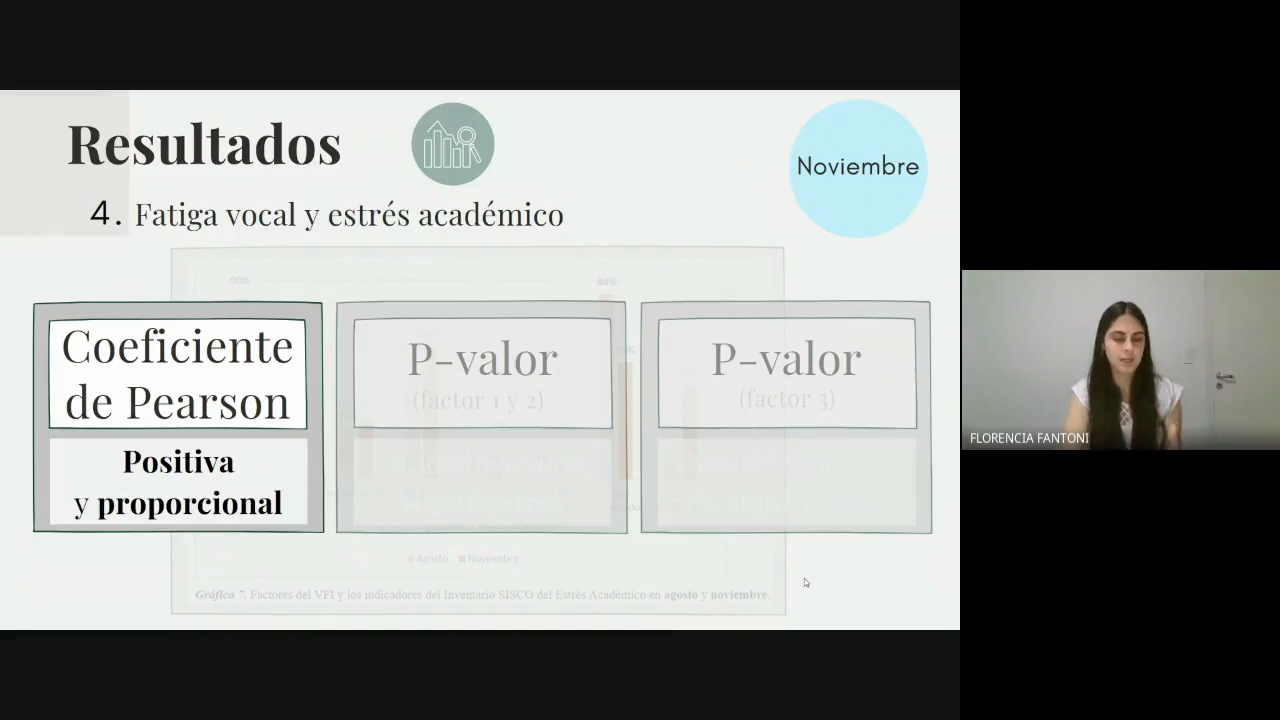 Resultados
Noviembre
4. Fatiga vocal y estrés académico
90%
84%
Coeficiente
de Pearson
Positiva
y proporcional
P-valor
(factor 1 y 2)
P-valor
(factor 3)
Agosto Noviembre
Gráfico 7. Factores del VFI y los indicadores del Inventario SISCO del Estrés Académico en agosto y noviembre.
FLORENCIA FANTONI